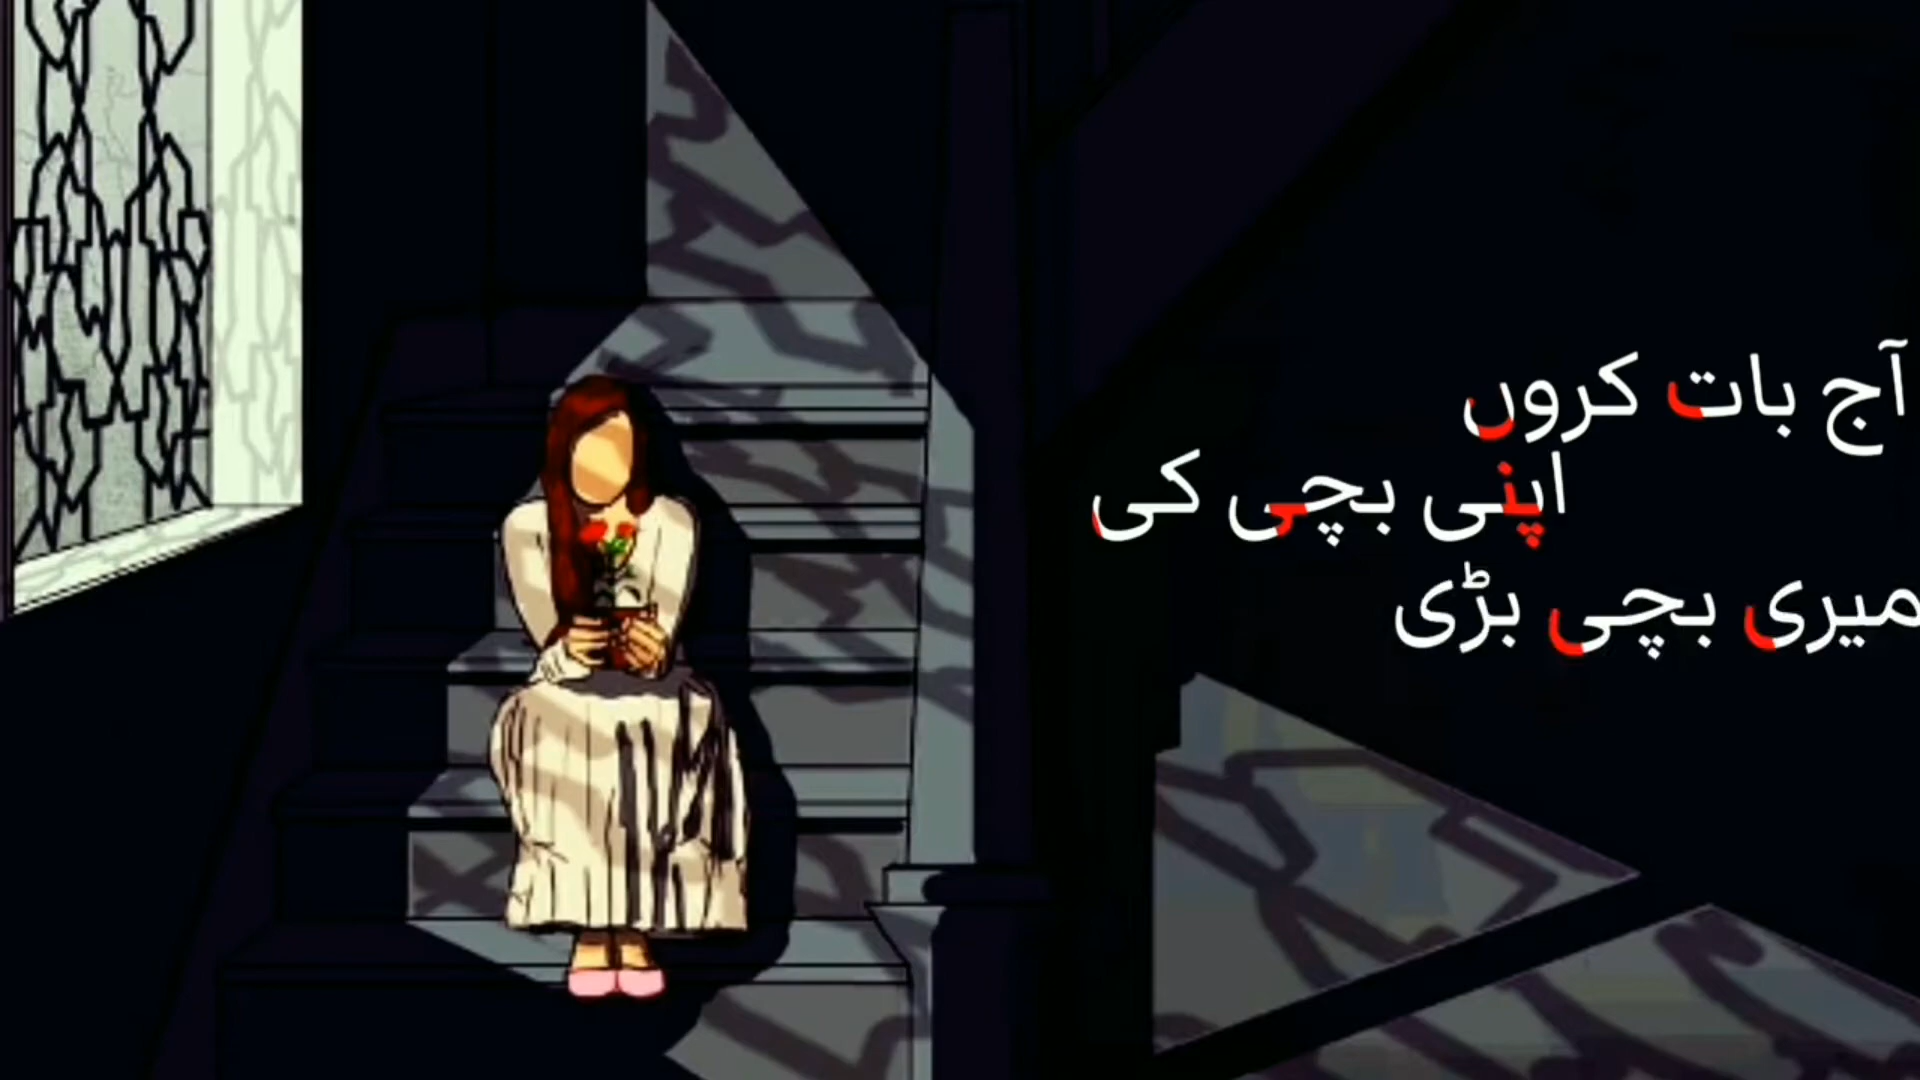 آج بات کروں
اپنی بچی کی
میری بچی بڑی